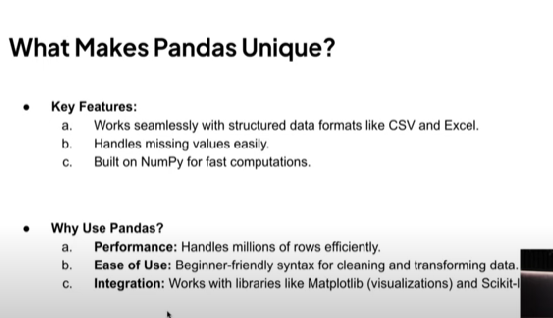 What Makes Pandas Unique?
• Key Features:
a. Works seamlessly with structured data formats like CSV and Excel.
b. Handles missing values easily.
c. Built on NumPy for fast computations.
• Why Use Pandas?
a. Performance: Handles millions of rows efficiently.
b. Ease of Use: Beginner-friendly syntax for cleaning and transforming data.
c. Integration: Works with libraries like Matplotlib (visualizations) and Scikit-